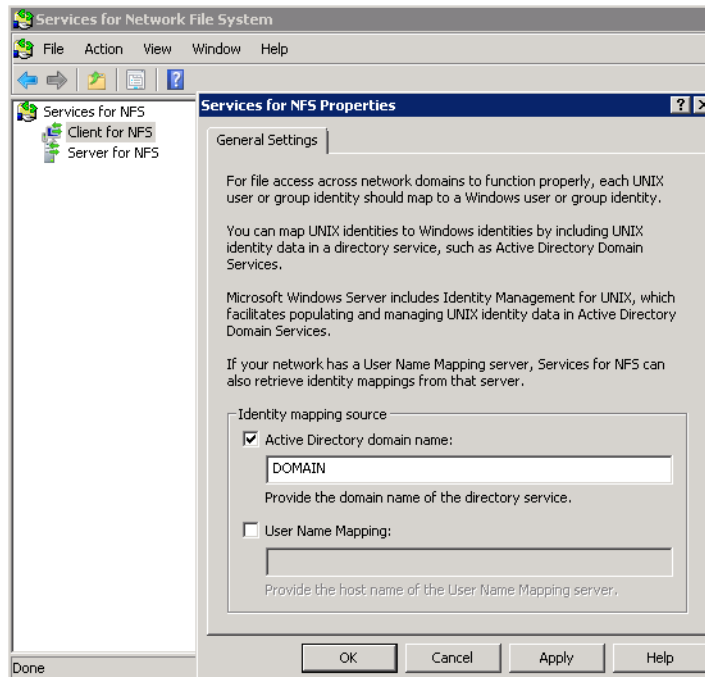 Services for Network File System
File Action View Window Help
?
Services for NFS
Client for NFS
Server for NFS
Services for NFS Properties
?
General Settings
For file access across network domains to function properly, each UNIX
user or group identity should map to a Windows user or group identity.
You can map UNIX identities to Windows identities by including UNIX
identity data in a directory service, such as Active Directory Domain
Services.
Microsoft Windows Server includes Identity Management for UNIX, which
facilitates populating and managing UNIX identity data in Active Directory
Domain Services.
If your network has a User Name Mapping server, Services for NFS can
also retrieve identity mappings from that server.
Identity mapping source
Active Directory domain name:
DOMAIN
Provide the domain name of the directory service.
User Name Mapping:
Provide the host name of the User Name Mapping server.
OK Cancel Apply Help
Done